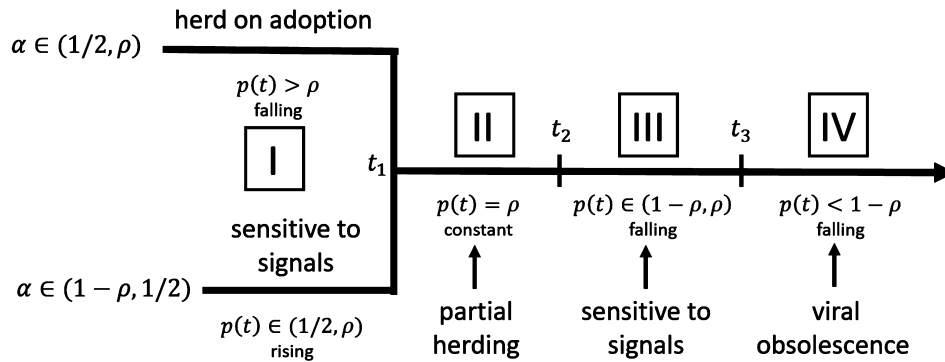 herd on adoption
α ∈ (1/2, ρ)
p(t) > ρ
falling
I
sensitive to
signals
α ∈ (1 − ρ, 1/2)
p(t) ∈ (1/2, ρ)
rising
t₁
II
p(t) = ρ
constant
partial
herding
t₂
III
p(t) ∈ (1 − ρ, ρ)
falling
sensitive to
signals
t₃
IV
p(t) < 1 − ρ
falling
viral
obsolescence